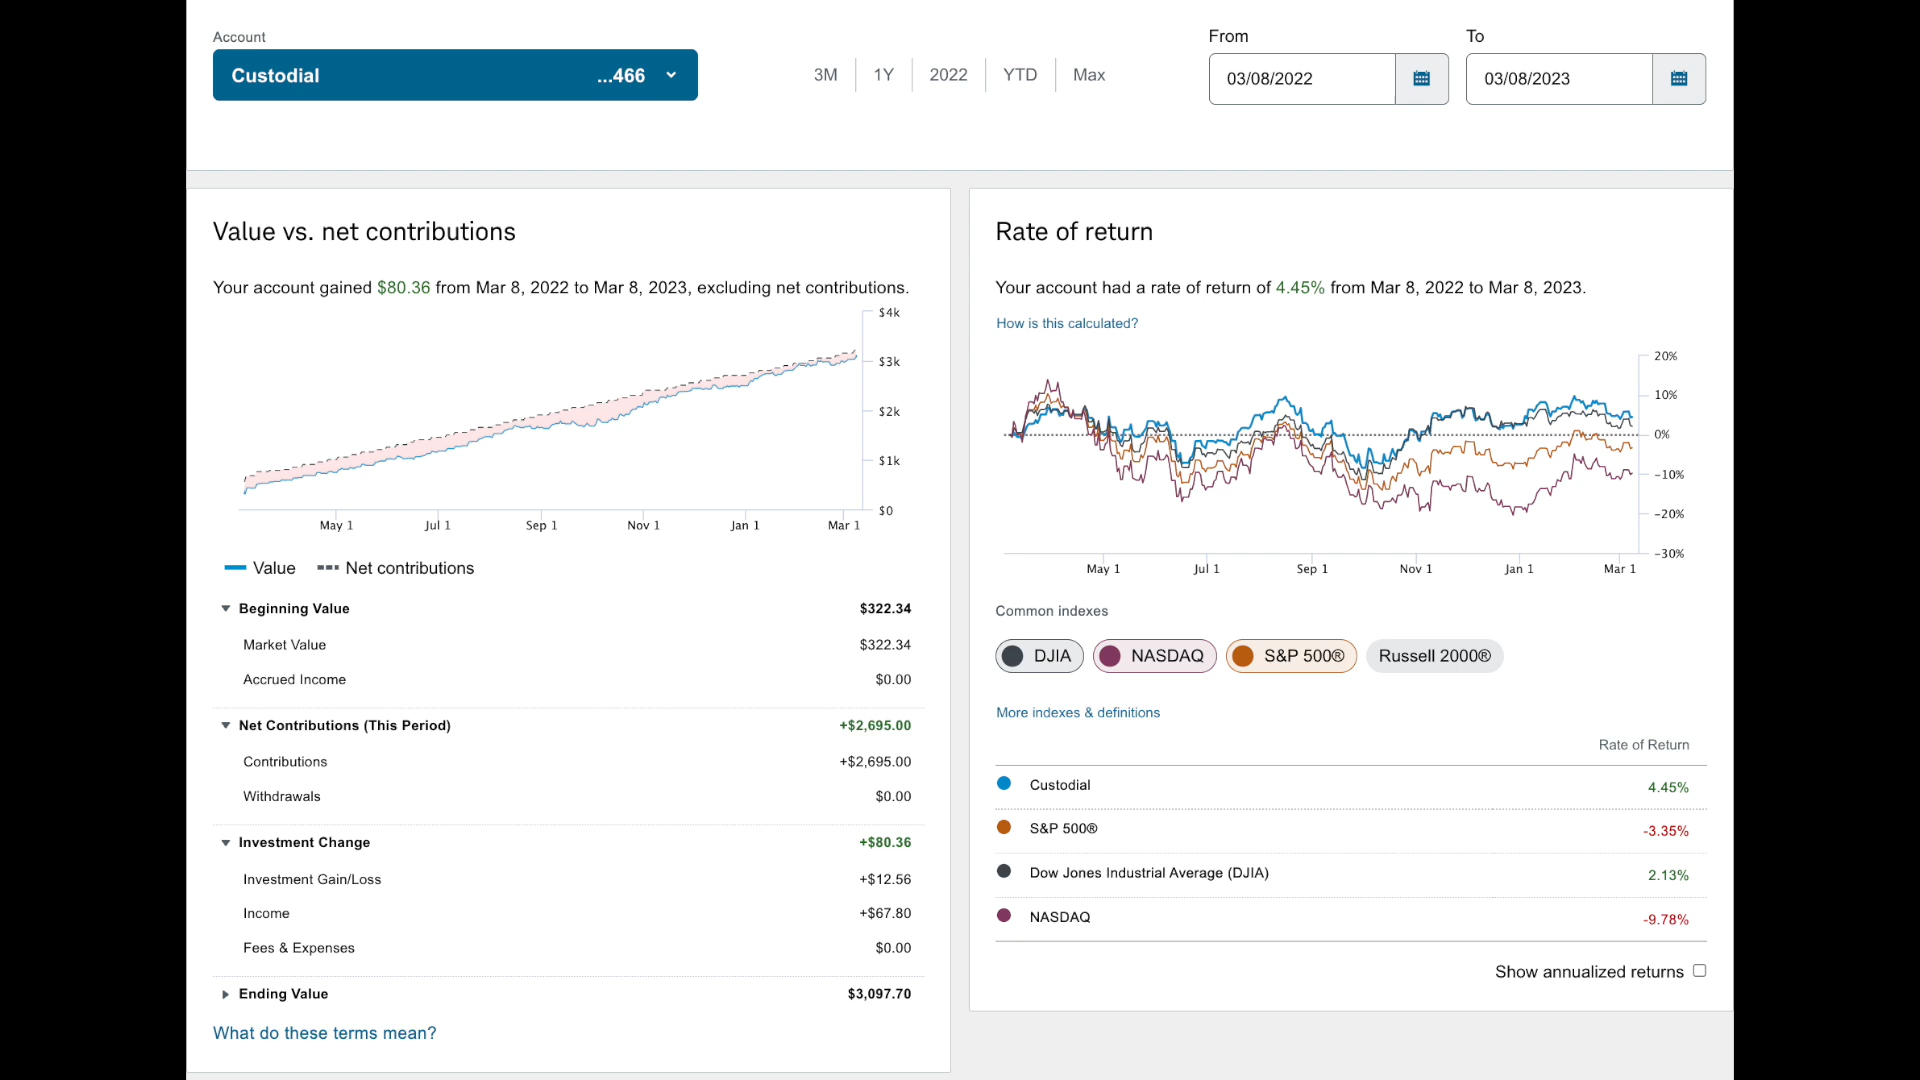 Account
Custodial ...466
3M 1Y 2022 YTD Max
From To
03/08/2022 03/08/2023
Value vs. net contributions
Your account gained $80.36 from Mar 8, 2022 to Mar 8, 2023, excluding net contributions.
$4k
$3k
$2k
$1k
$0
May 1 Jul 1 Sep 1 Nov 1 Jan 1 Mar 1
Value Net contributions
Beginning Value $322.34
Market Value $322.34
Accrued Income $0.00
Net Contributions (This Period) +$2,695.00
Contributions +$2,695.00
Withdrawals $0.00
Investment Change +$80.36
Investment Gain/Loss +$12.56
Income +$67.80
Fees & Expenses $0.00
Ending Value $3,097.70
What do these terms mean?
Rate of return
Your account had a rate of return of 4.45% from Mar 8, 2022 to Mar 8, 2023.
How is this calculated?
20%
10%
0%
-10%
-20%
-30%
May 1 Jul 1 Sep 1 Nov 1 Jan 1 Mar 1
Common indexes
DJIA NASDAQ S&P 500® Russell 2000®
More indexes & definitions
Rate of Return
Custodial 4.45%
S&P 500® -3.35%
Dow Jones Industrial Average (DJIA) 2.13%
NASDAQ -9.78%
Show annualized returns